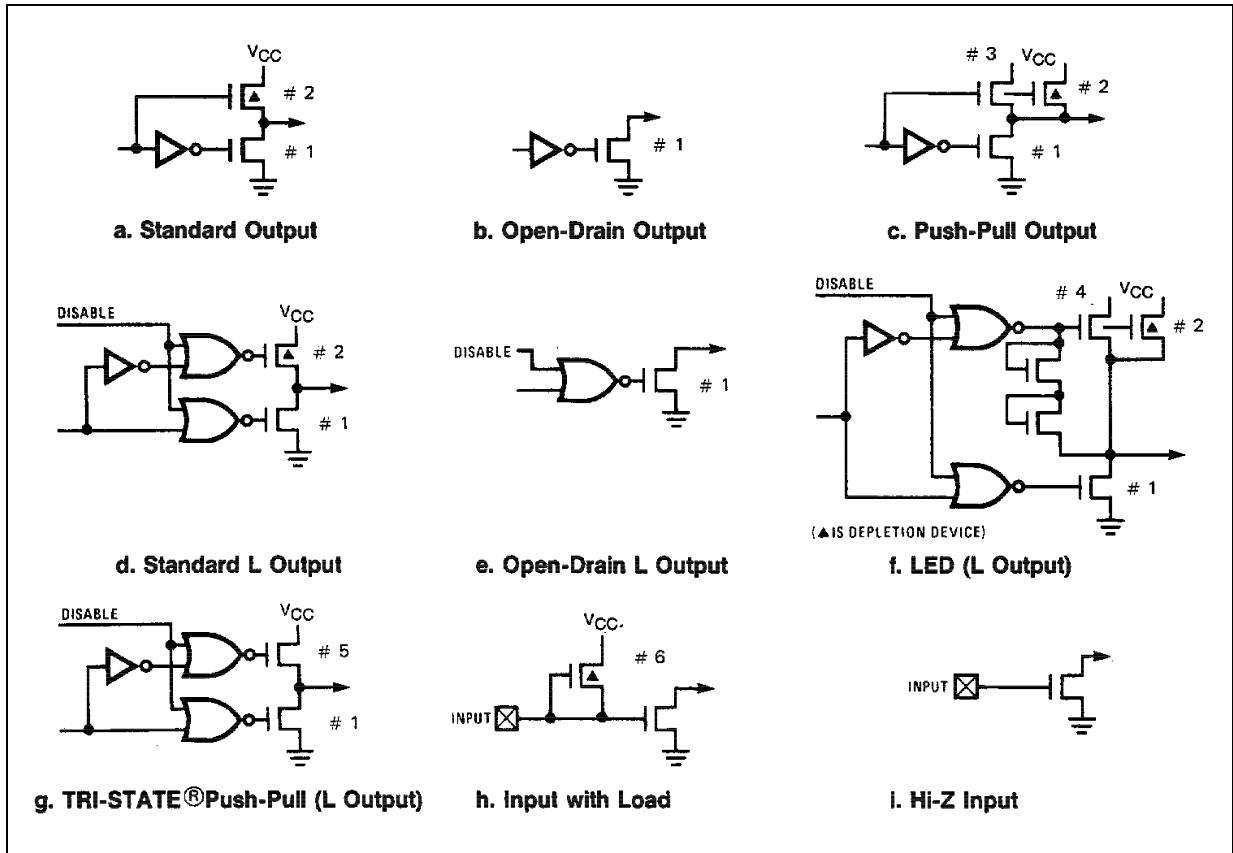 VCC
# 2
# 1
a. Standard Output
# 1
b. Open-Drain Output
# 3
VCC
# 2
# 1
c. Push-Pull Output
DISABLE
VCC
# 2
# 1
d. Standard L Output
DISABLE
# 1
e. Open-Drain L Output
DISABLE
# 4
VCC
# 2
# 1
(▲IS DEPLETION DEVICE)
f. LED (L Output)
DISABLE
VCC
# 5
# 1
g. TRI-STATE®Push-Pull (L Output)
VCC
# 6
INPUT
h. Input with Load
INPUT
i. Hi-Z Input